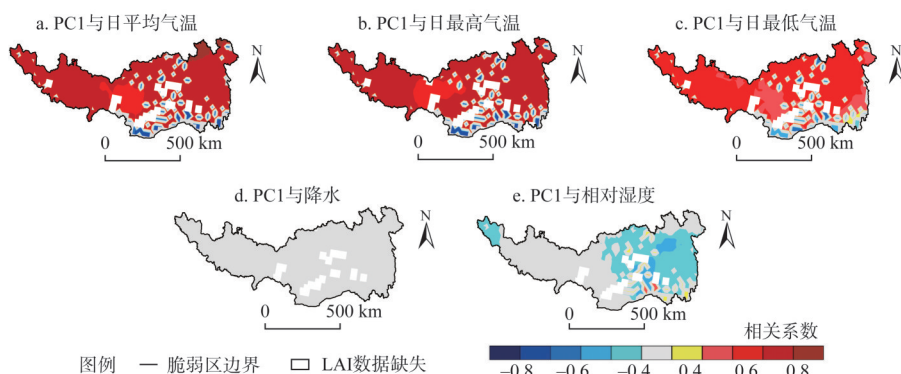 a. PC1与日平均气温
b. PC1与日最高气温
c. PC1与日最低气温
N
N
N
0 500 km
0 500 km
0 500 km
d. PC1与降水
e. PC1与相对湿度
N
N
0 500 km
0 500 km
相关系数
图例 脆弱区边界 LAI数据缺失
−0.8 −0.6 −0.4 0.4 0.6 0.8